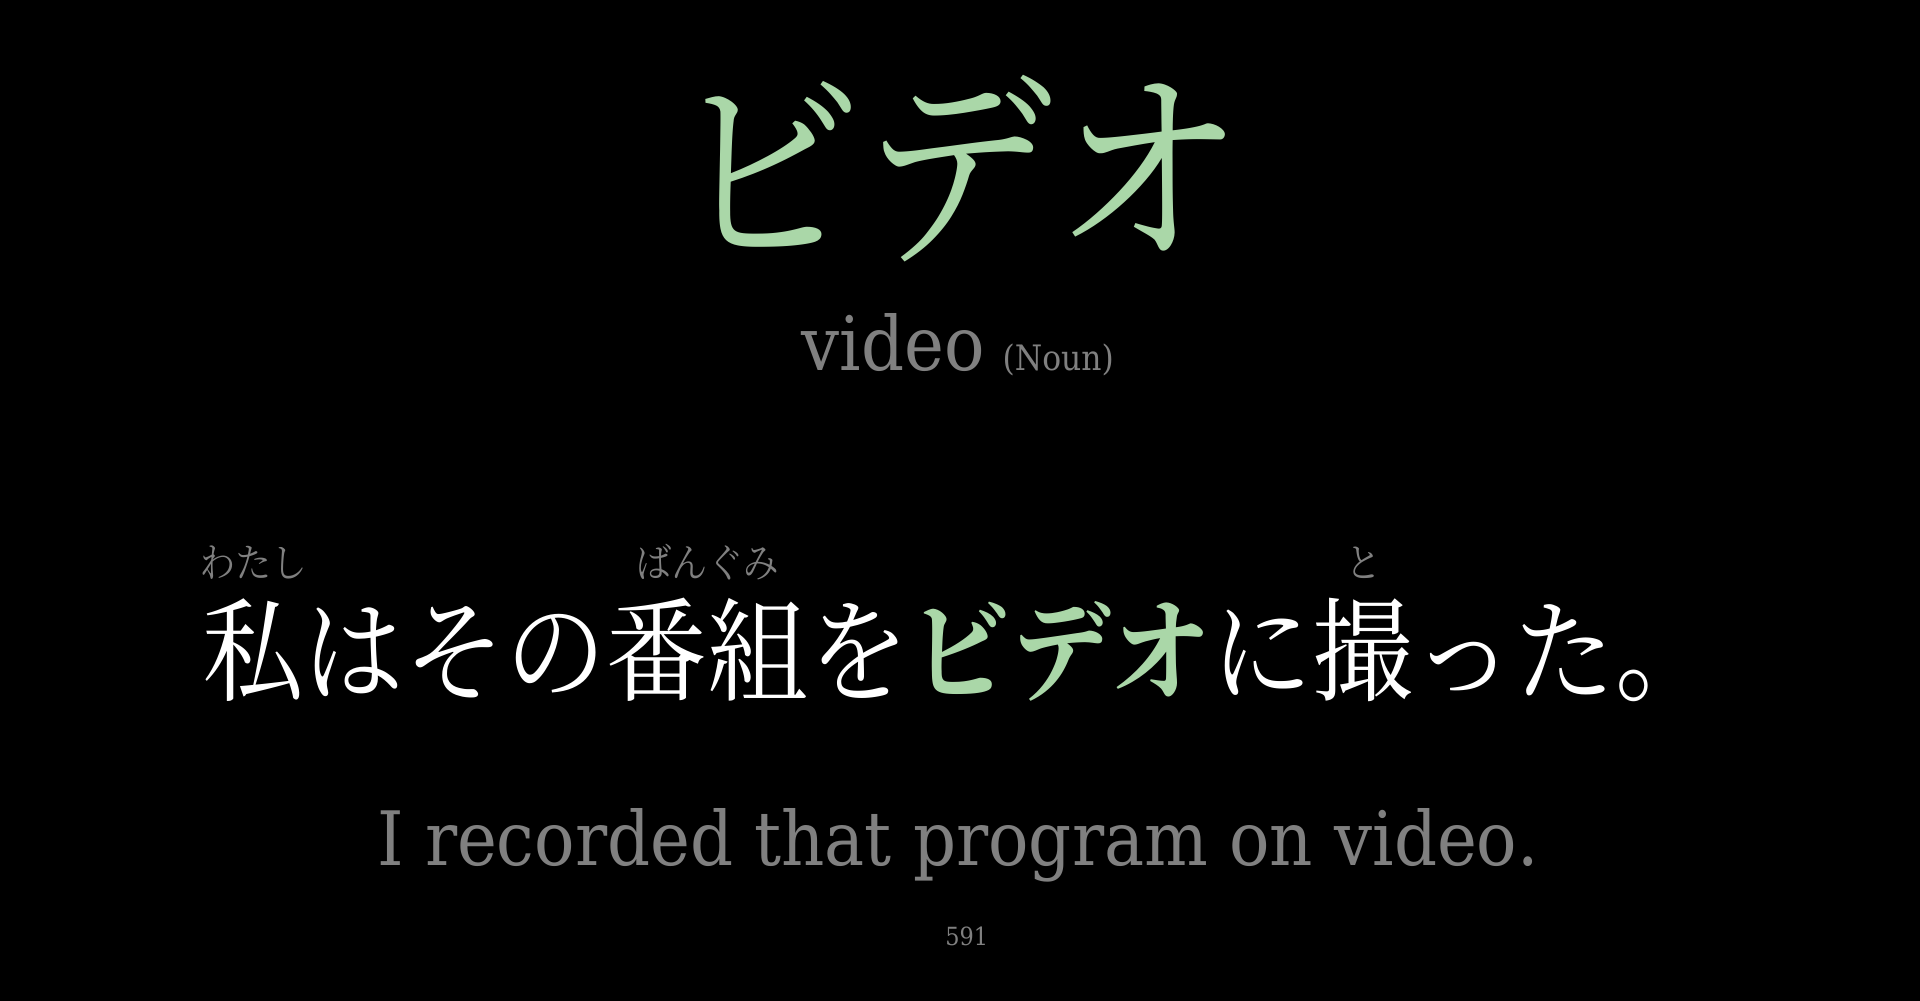 ビデオ
video (Noun)
わたし ばんぐみ と
私はその番組をビデオに撮った。
I recorded that program on video.
591